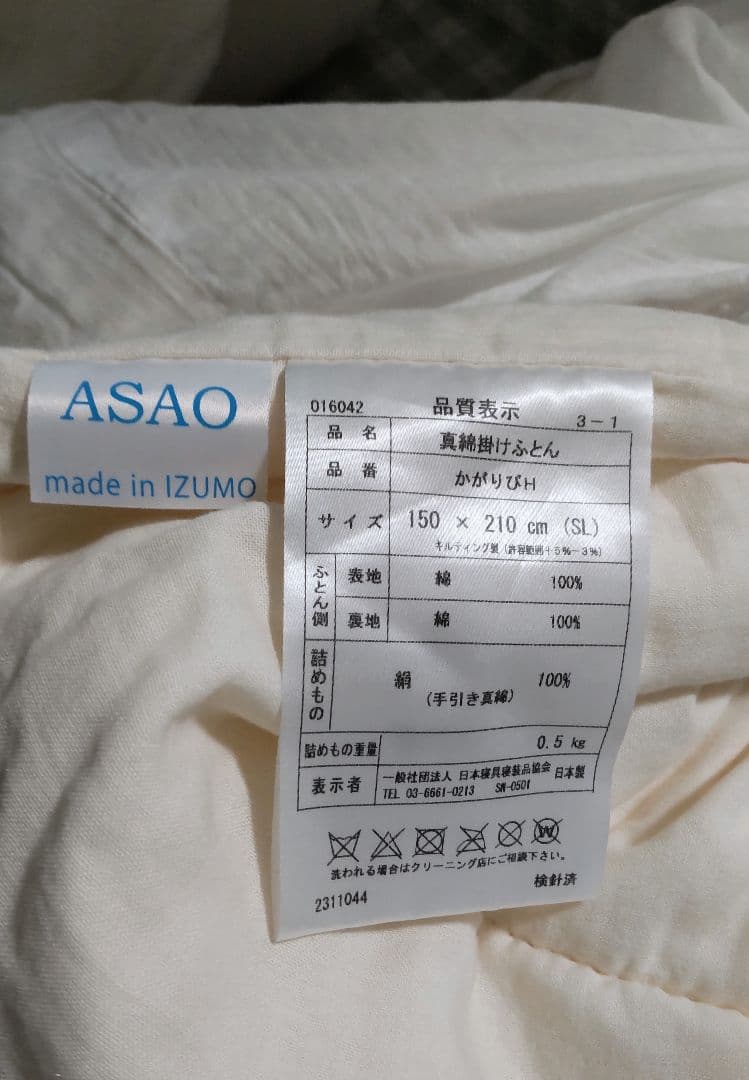 ASAO
made in IZUMO
016042 品質表示 3-1
品名 真綿掛けふとん
品番 かがりびH
サイズ 150 × 210 cm (SL)
キルティング製(許容範囲+5%-3%)
ふとん側 表地 綿 100%
裏地 綿 100%
詰めもの 絹 100%
(手引き真綿)
詰めもの重量 0.5 kg
表示者 一般社団法人 日本寝具寝装品協会 日本製
TEL 03-6661-0213 SN-0501
W
洗われる場合はクリーニング店にご相談下さい。
検針済
2311044